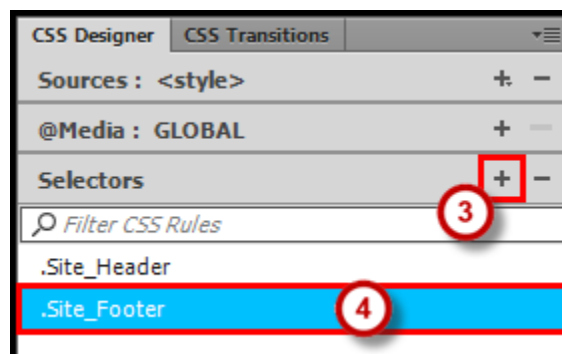 CSS Designer CSS Transitions
Sources : <style>
@Media : GLOBAL
Selectors
3
Filter CSS Rules
.Site_Header
.Site_Footer 4